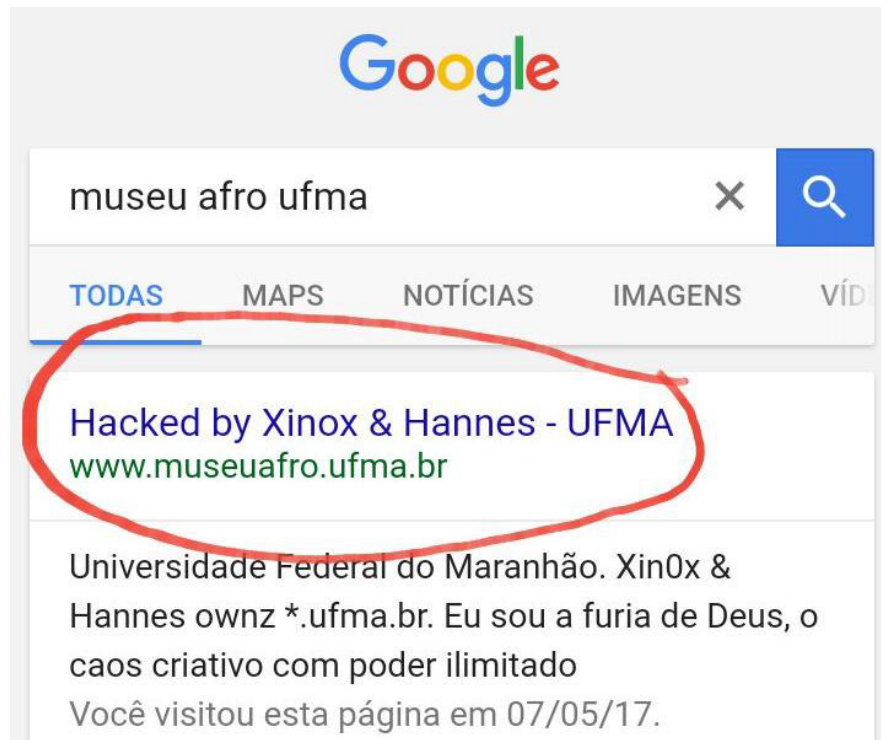 Google
museu afro ufma
TODAS MAPS NOTÍCIAS IMAGENS VÍD
Hacked by Xinox & Hannes - UFMA
www.museuafro.ufma.br
Universidade Federal do Maranhão. Xin0x &
Hannes ownz *.ufma.br. Eu sou a furia de Deus, o
caos criativo com poder ilimitado
Você visitou esta página em 07/05/17.